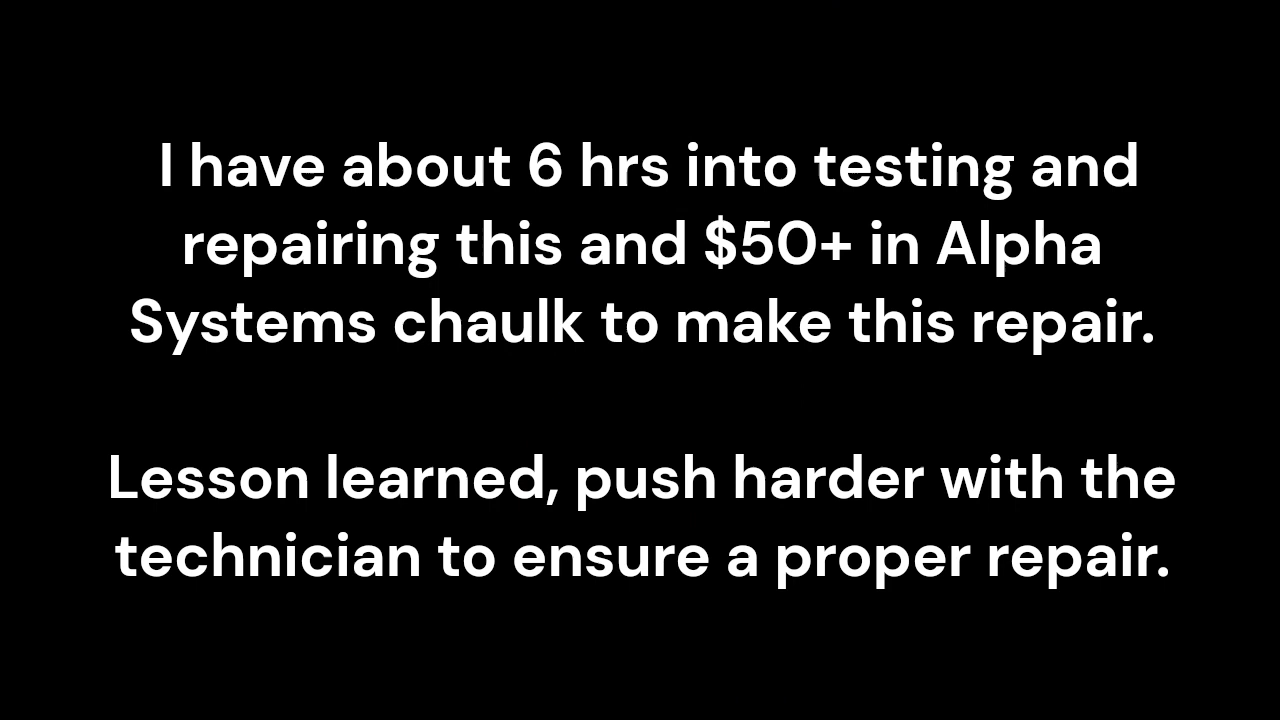 I have about 6 hrs into testing and
repairing this and $50+ in Alpha
Systems chaulk to make this repair.
Lesson learned, push harder with the
technician to ensure a proper repair.